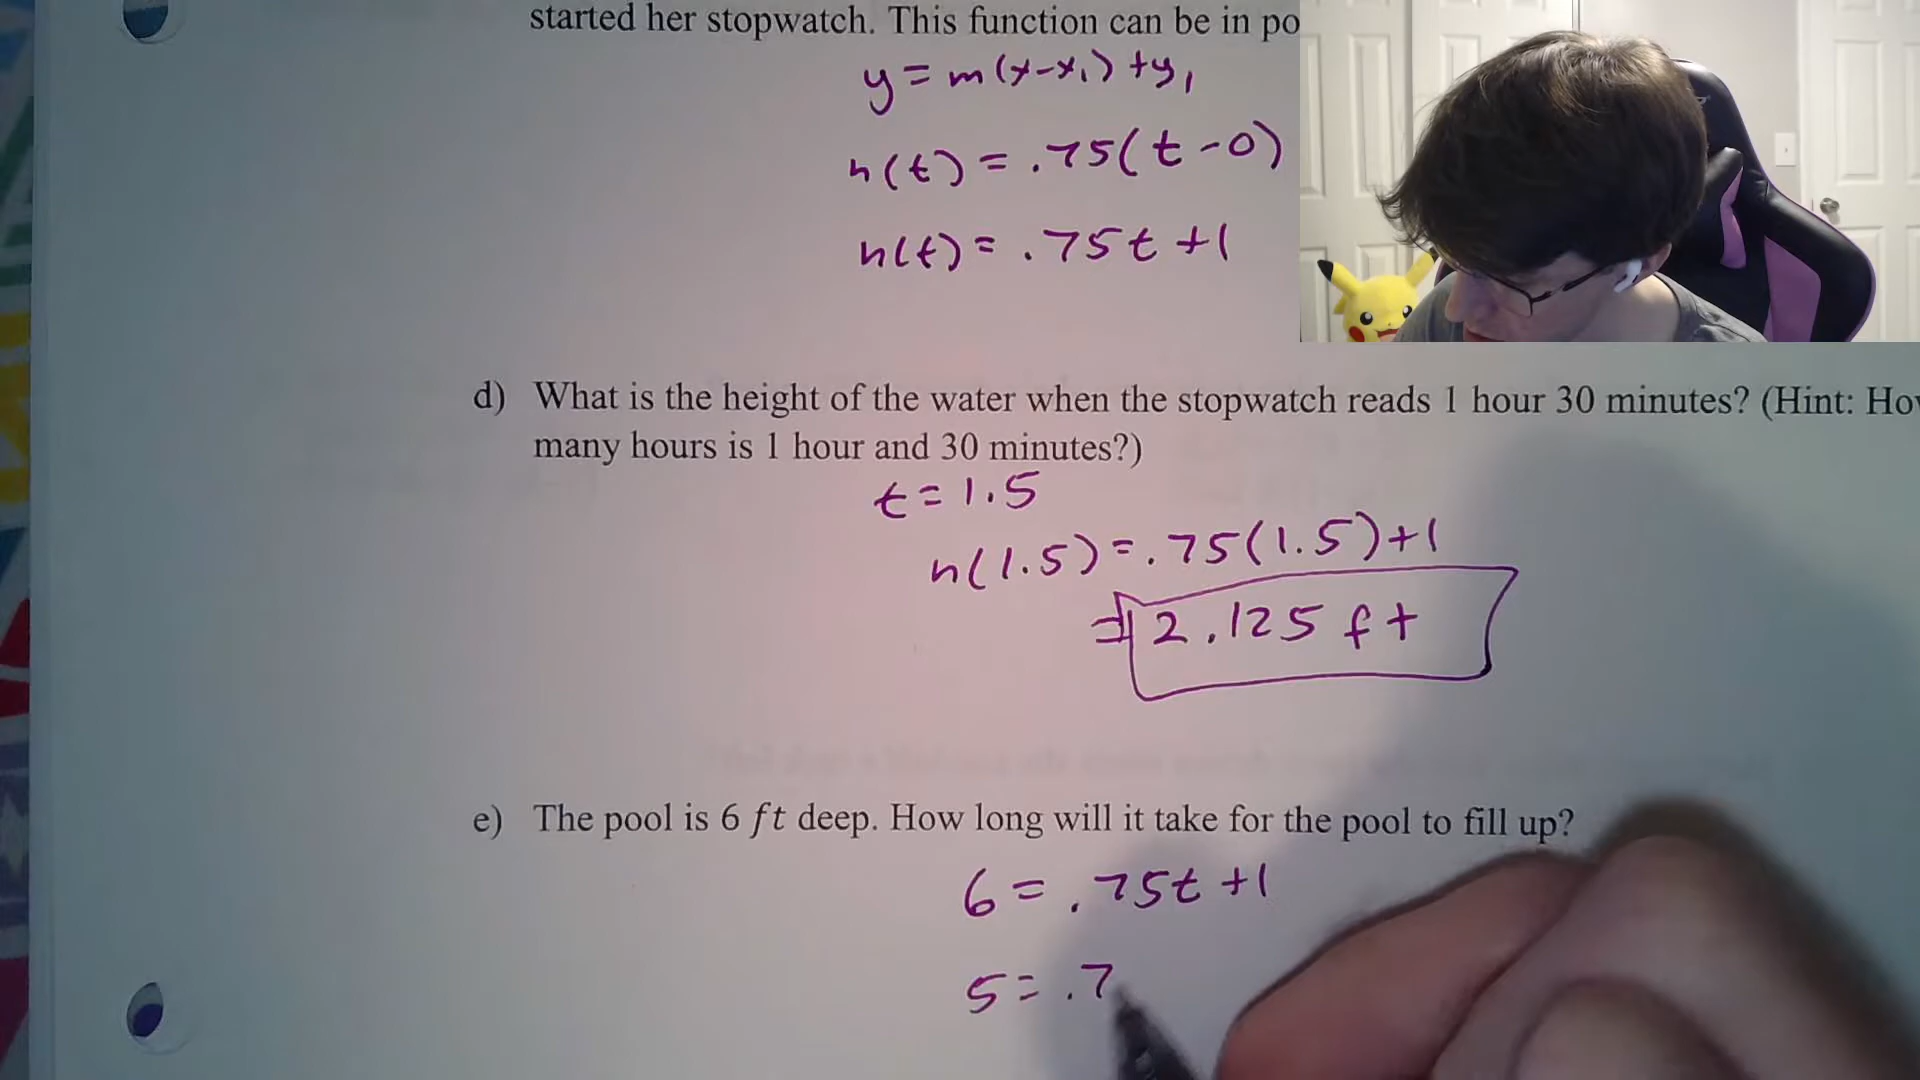 started her stopwatch. This function can be in po
y = m(x-x₁) + y₁
h(t) = .75(t-0)
h(t) = .75t + 1
d) What is the height of the water when the stopwatch reads 1 hour 30 minutes? (Hint: How
many hours is 1 hour and 30 minutes?)
t = 1.5
h(1.5) = .75(1.5)+1
= 2.125 ft
e) The pool is 6 ft deep. How long will it take for the pool to fill up?
6 = .75t + 1
5 = .7